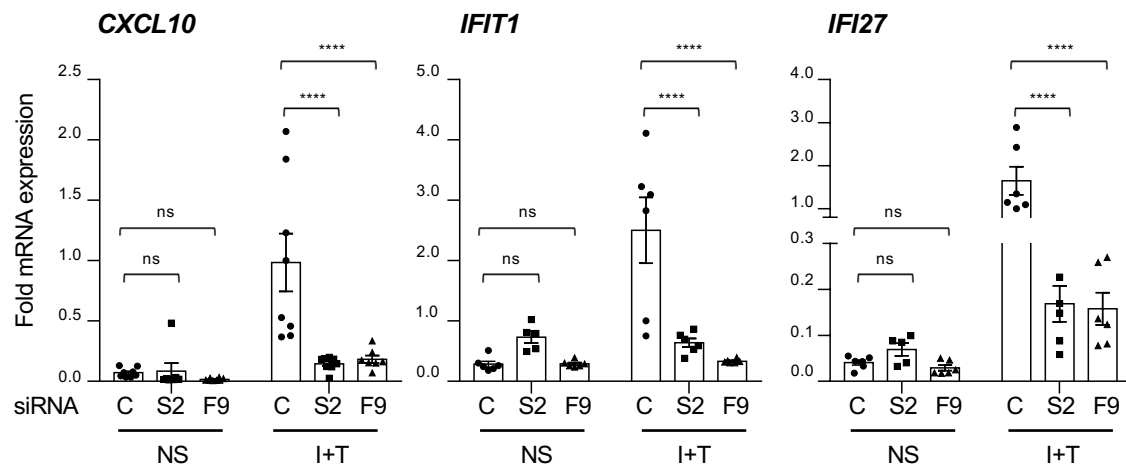 CXCL10 IFIT1 IFI27
Fold mRNA expression
2.5
2.0
1.5
1.0
0.5
0.0
ns
ns
****
****
5.0
4.0
3.0
2.0
1.0
0.0
ns
ns
****
****
4.0
3.0
2.0
1.0
0.3
0.2
0.1
0.0
ns
ns
****
****
siRNA C S2 F9 C S2 F9 C S2 F9 C S2 F9 C S2 F9 C S2 F9
NS I+T NS I+T NS I+T